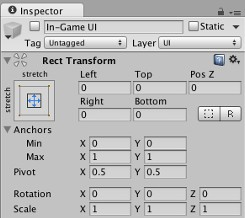 Inspector
In-Game UI Static
Tag Untagged Layer UI
Rect Transform
stretch Left Top Pos Z
stretch 0 0 0
Right Bottom
0 0 R
Anchors
Min X 0 Y 0
Max X 1 Y 1
Pivot X 0.5 Y 0.5
Rotation X 0 Y 0 Z 0
Scale X 1 Y 1 Z 1